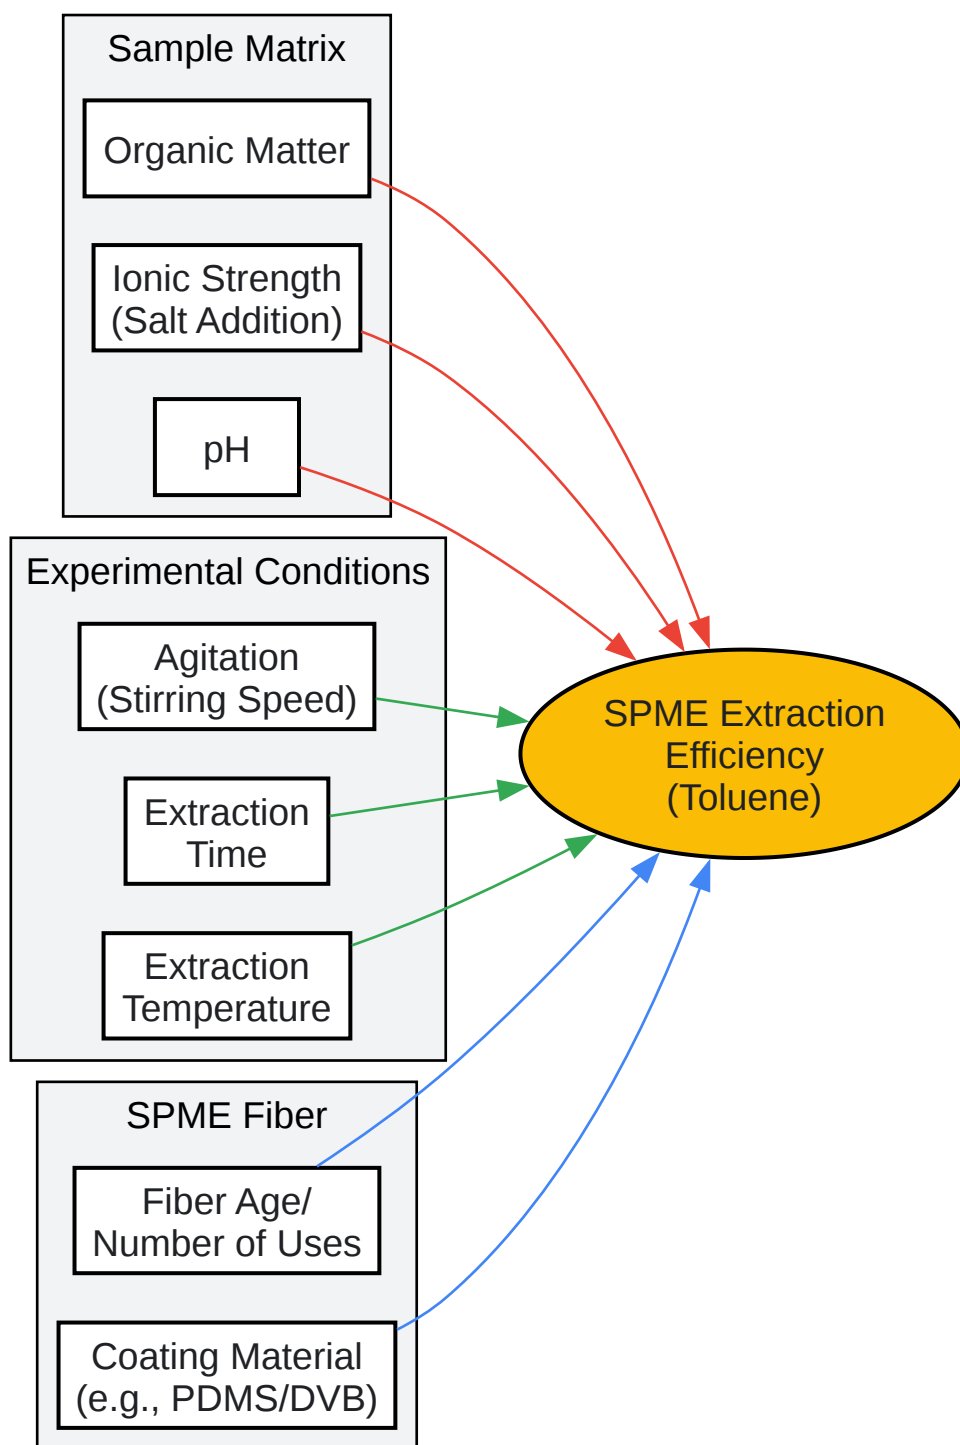 Sample Matrix
Organic Matter
Ionic Strength
(Salt Addition)
pH
Experimental Conditions
Agitation
(Stirring Speed)
Extraction
Time
Extraction
Temperature
SPME Fiber
Fiber Age/
Number of Uses
Coating Material
(e.g., PDMS/DVB)
SPME Extraction
Efficiency
(Toluene)